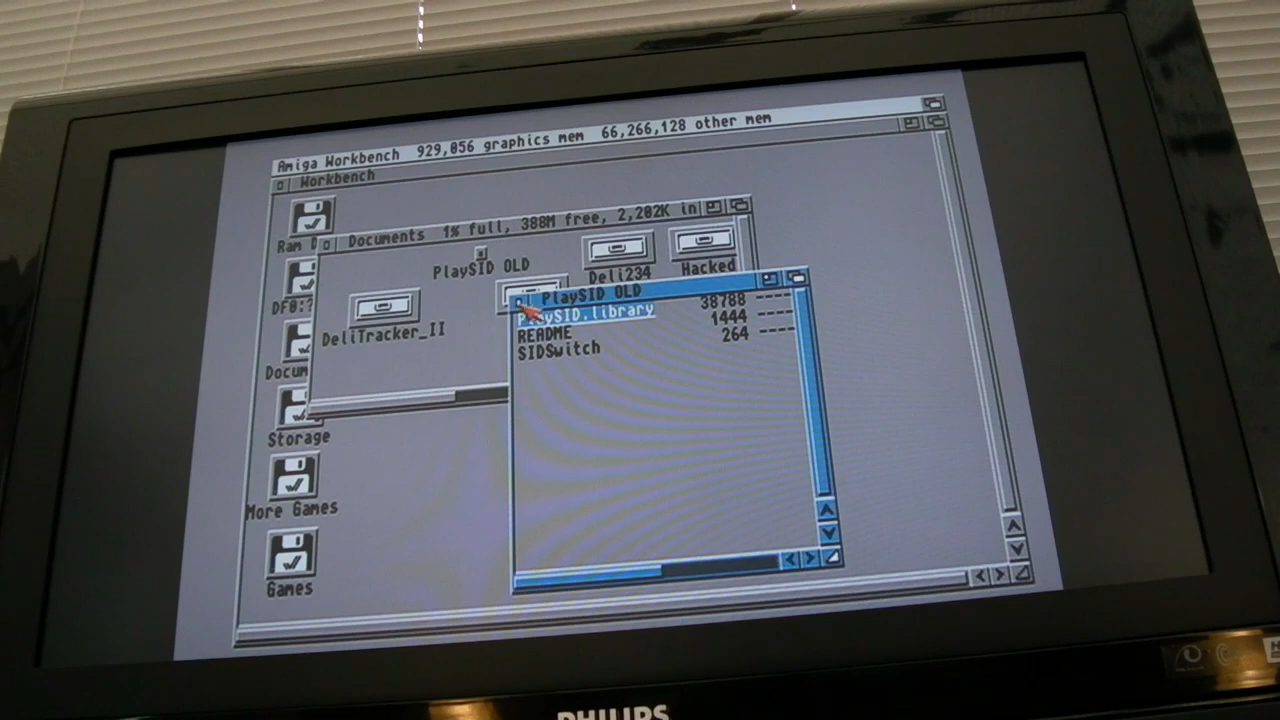 Amiga Workbench 929,056 graphics mem 66,266,128 other mem
Workbench
Documents 1% full, 388M free, 2,202K in
Ram D
PlaySID OLD
Deli234
Hacked
DF0:?
DeliTracker_II
PlaySID OLD
PlaySID.library 38788 ----
README 1444 ----
SIDSwitch 264 ----
Docum
Storage
More Games
Games
PHILIPS